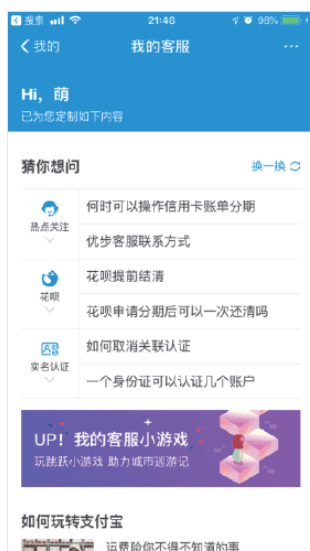 搜索 21:46 98%
我的 我的客服
Hi，萌
已为您定制如下内容
猜你想问 换一换
热点关注
何时可以操作信用卡账单分期
优步客服联系方式
花呗
花呗提前结清
花呗申请分期后可以一次还清吗
实名认证
如何取消关联认证
一个身份证可以认证几个账户
UP！我的客服小游戏
玩跳跃小游戏 助力城市巡游记
如何玩转支付宝
运费险你不得不知道的事